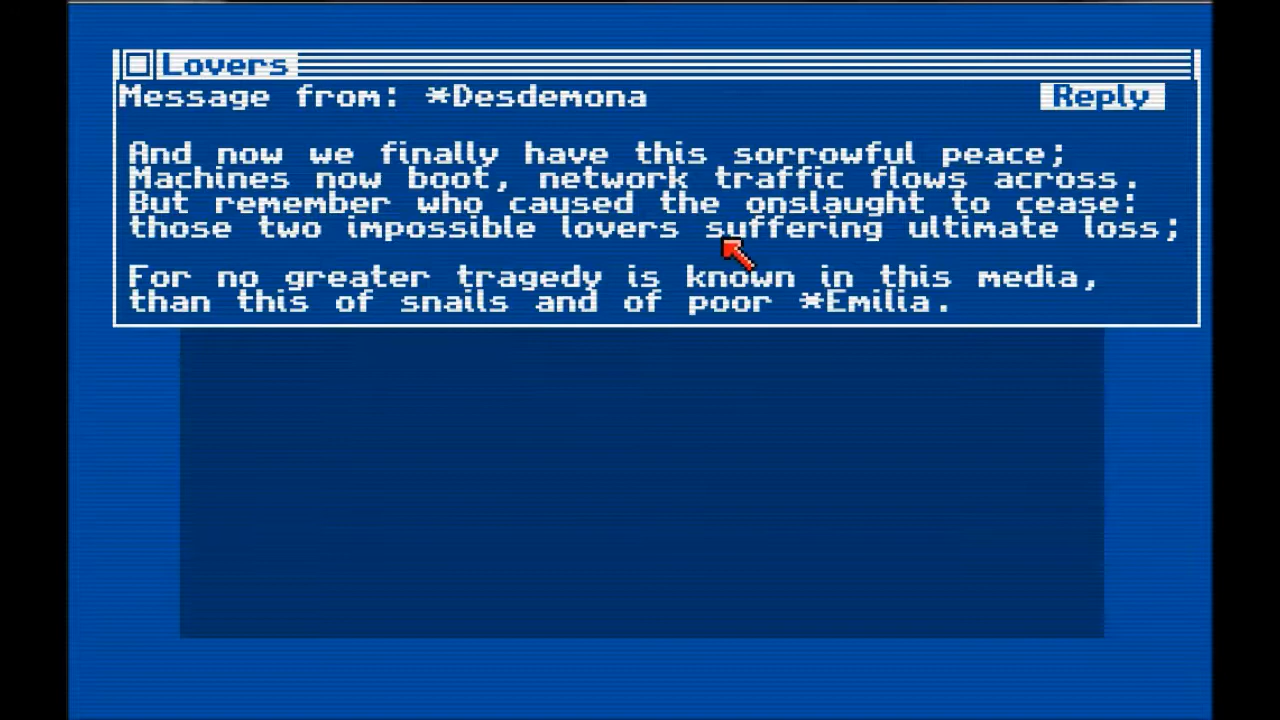 Lovers
Message from: *Desdemona
Reply
And now we finally have this sorrowful peace;
Machines now boot, network traffic flows across.
But remember who caused the onslaught to cease:
those two impossible lovers suffering ultimate loss;
For no greater tragedy is known in this media,
than this of snails and of poor *Emilia.